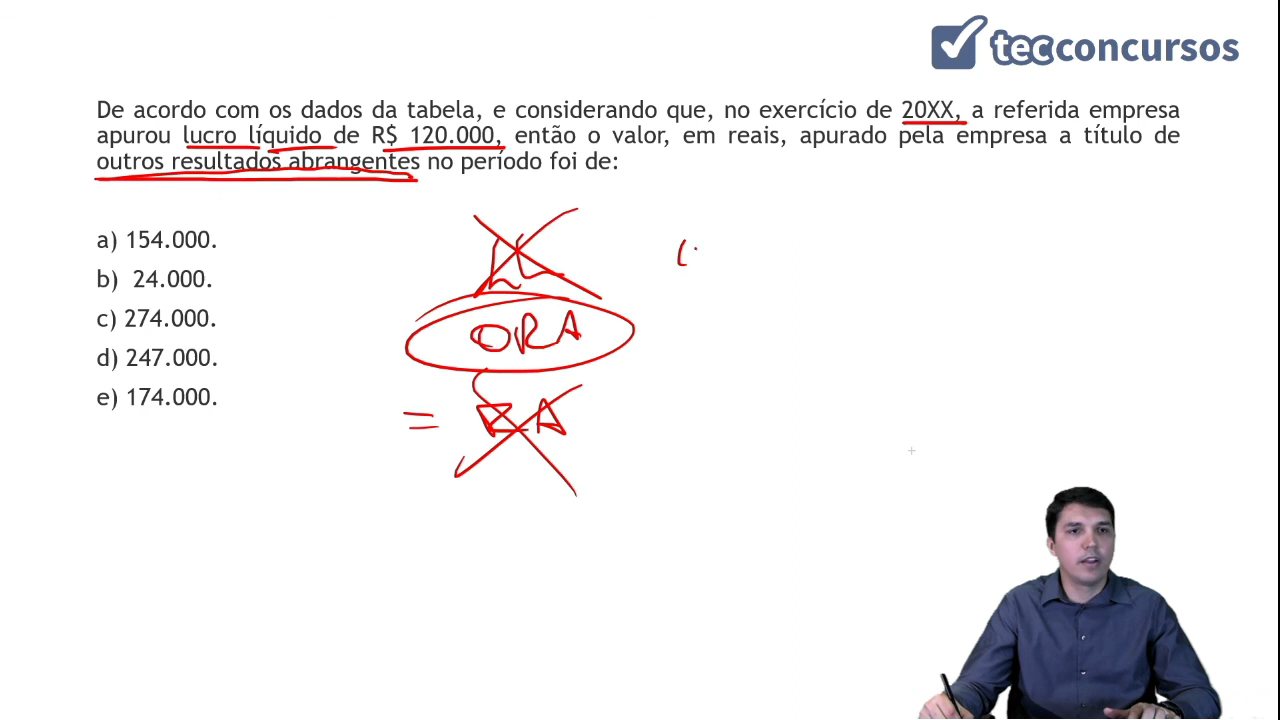 tecconcursos
De acordo com os dados da tabela, e considerando que, no exercício de 20XX, a referida empresa
apurou lucro líquido de R$ 120.000, então o valor, em reais, apurado pela empresa a título de
outros resultados abrangentes no período foi de:
a) 154.000.
b) 24.000.
c) 274.000.
d) 247.000.
e) 174.000.
LL
ORA
= RA
(